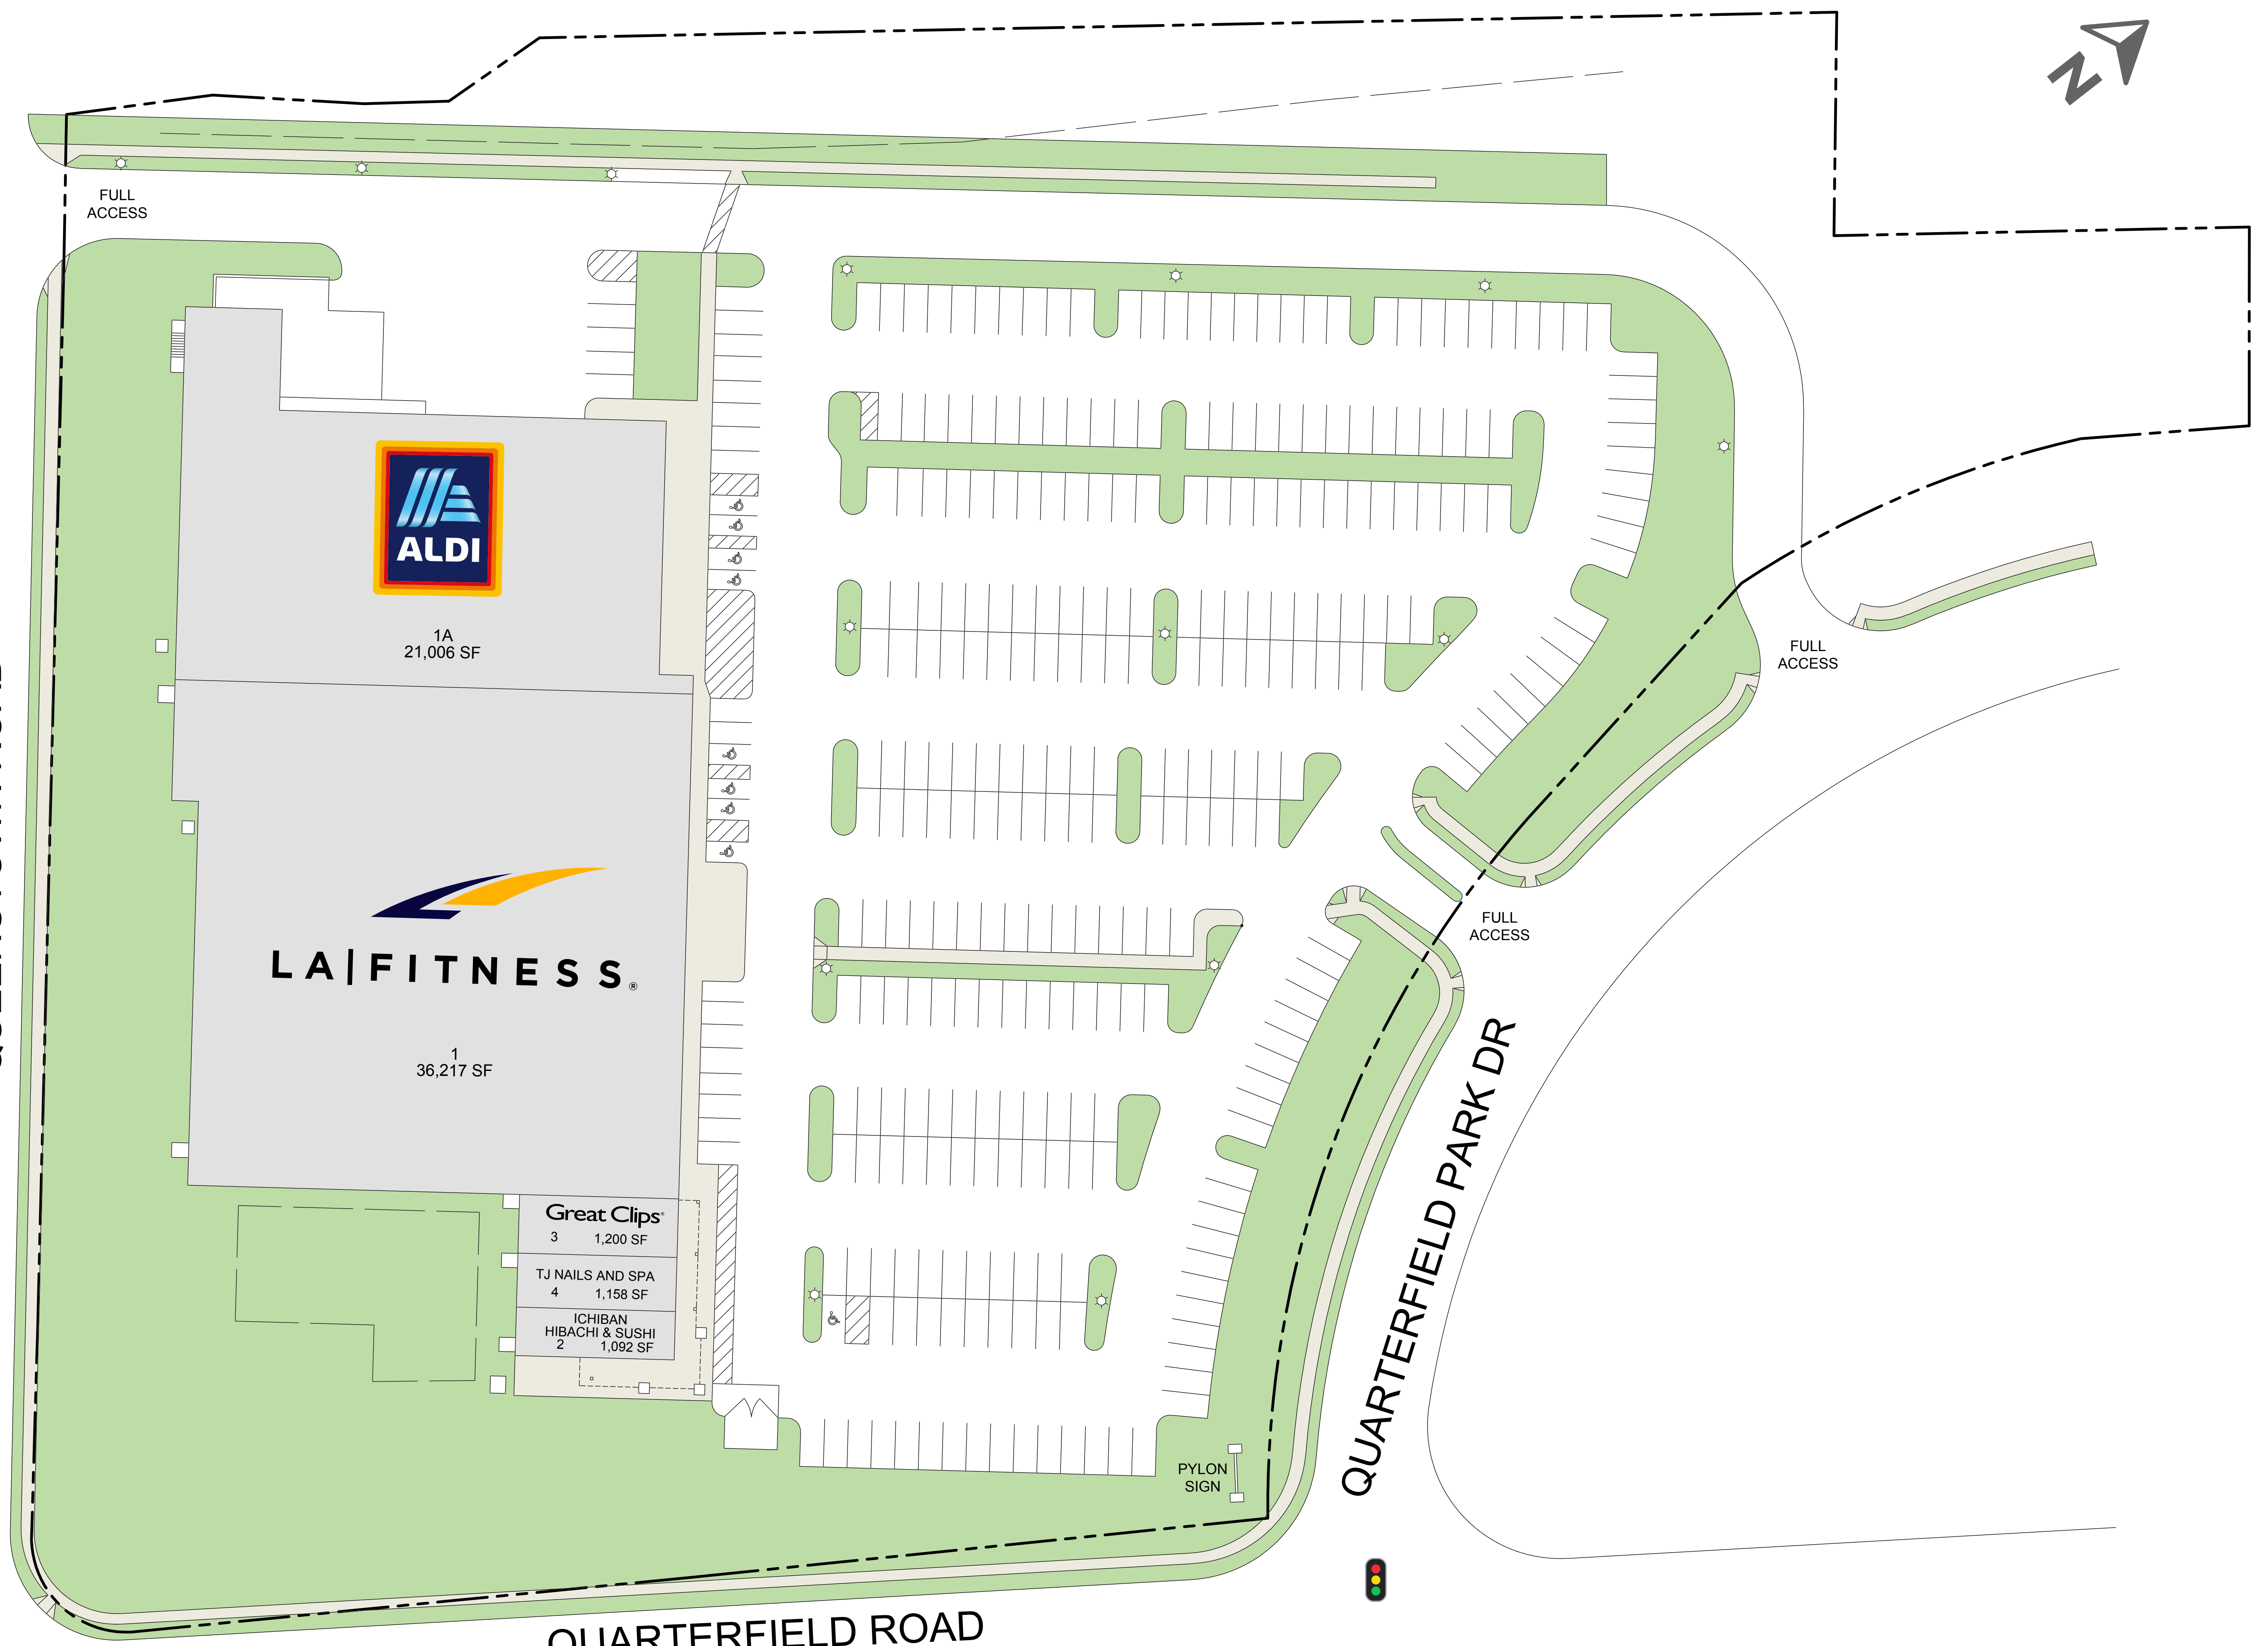 N
FULL
ACCESS
ALDI
1A
21,006 SF
FULL
ACCESS
LA|FITNESS®
FULL
ACCESS
1
36,217 SF
QUARTERFIELD PARK DR
Great Clips®
3 1,200 SF
TJ NAILS AND SPA
4 1,158 SF
ICHIBAN
HIBACHI & SUSHI
2 1,092 SF
PYLON
SIGN
QUARTERFIELD ROAD